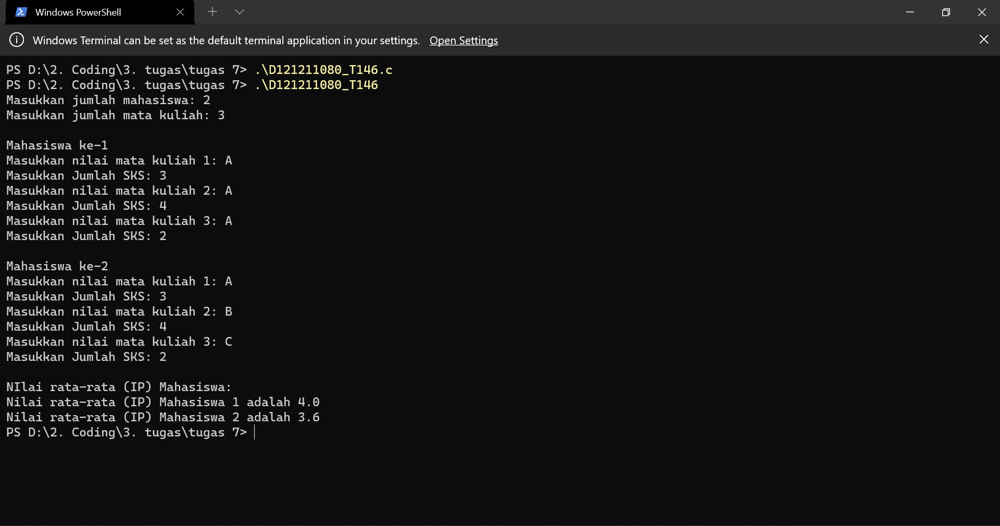 Windows PowerShell
Windows Terminal can be set as the default terminal application in your settings. Open Settings
PS D:\2. Coding\3. tugas\tugas 7> .\D121211080_T146.c
PS D:\2. Coding\3. tugas\tugas 7> .\D121211080_T146
Masukkan jumlah mahasiswa: 2
Masukkan jumlah mata kuliah: 3

Mahasiswa ke-1
Masukkan nilai mata kuliah 1: A
Masukkan Jumlah SKS: 3
Masukkan nilai mata kuliah 2: A
Masukkan Jumlah SKS: 4
Masukkan nilai mata kuliah 3: A
Masukkan Jumlah SKS: 2

Mahasiswa ke-2
Masukkan nilai mata kuliah 1: A
Masukkan Jumlah SKS: 3
Masukkan nilai mata kuliah 2: B
Masukkan Jumlah SKS: 4
Masukkan nilai mata kuliah 3: C
Masukkan Jumlah SKS: 2

NIlai rata-rata (IP) Mahasiswa:
Nilai rata-rata (IP) Mahasiswa 1 adalah 4.0
Nilai rata-rata (IP) Mahasiswa 2 adalah 3.6
PS D:\2. Coding\3. tugas\tugas 7>